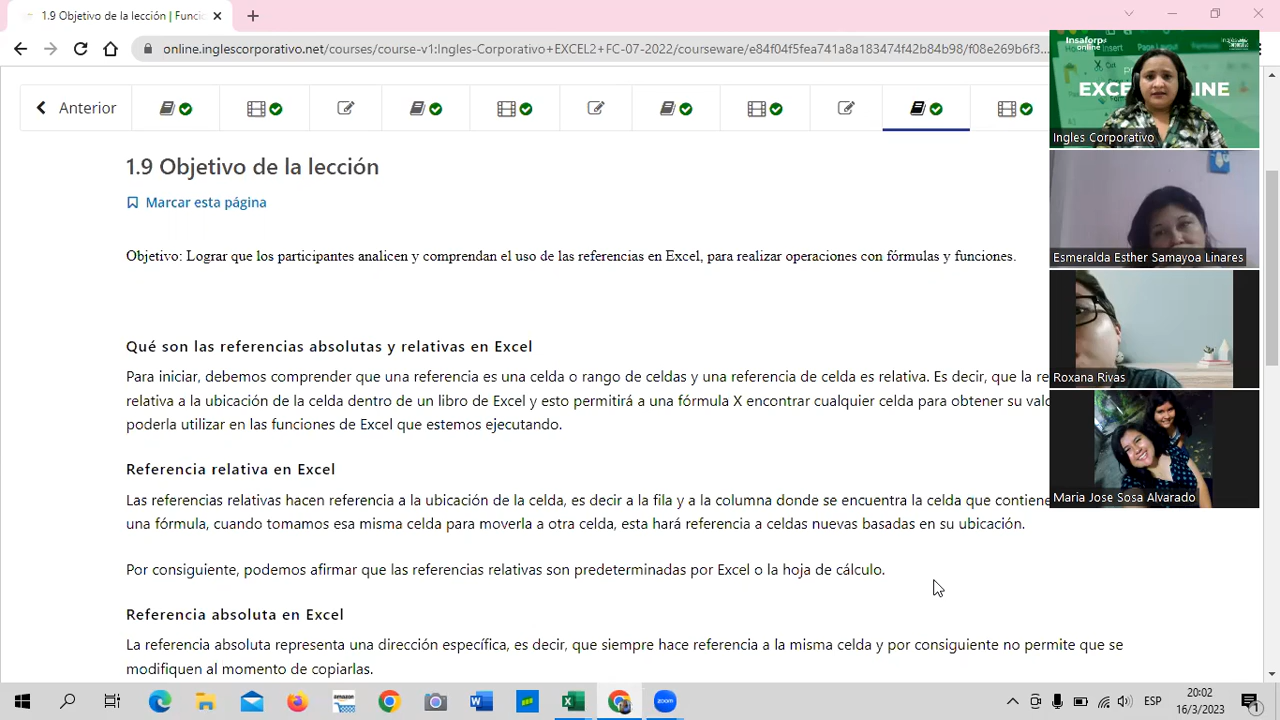 1.9 Objetivo de la lección | Funcio
online.inglescorporativo.net/courses/course-v1:Ingles-Corporativo+EXCEL2+FC-07-2022/courseware/
Anterior
1.9 Objetivo de la lección
Marcar esta página
Objetivo: Lograr que los participantes analicen y comprendan el uso de las referencias en Excel, para realizar operaciones con fórmulas y funciones.
Qué son las referencias absolutas y relativas en Excel
Para iniciar, debemos comprender que una referencia es una celda o rango de celdas y una referencia de celda es relativa. Es decir, que la re
relativa a la ubicación de la celda dentro de un libro de Excel y esto permitirá a una fórmula X encontrar cualquier celda para obtener su valo
poderla utilizar en las funciones de Excel que estemos ejecutando.
Referencia relativa en Excel
Las referencias relativas hacen referencia a la ubicación de la celda, es decir a la fila y a la columna donde se encuentra la celda que contiene
una fórmula, cuando tomamos esa misma celda para moverla a otra celda, esta hará referencia a celdas nuevas basadas en su ubicación.
Por consiguiente, podemos afirmar que las referencias relativas son predeterminadas por Excel o la hoja de cálculo.
Referencia absoluta en Excel
La referencia absoluta representa una dirección específica, es decir, que siempre hace referencia a la misma celda y por consiguiente no permite que se
modifiquen al momento de copiarlas.
Insaforp
online
Ingles Corporativo
Esmeralda Esther Samayoa Linares
Roxana Rivas
Maria Jose Sosa Alvarado
amazon
zoom
ESP
20:02
16/3/2023